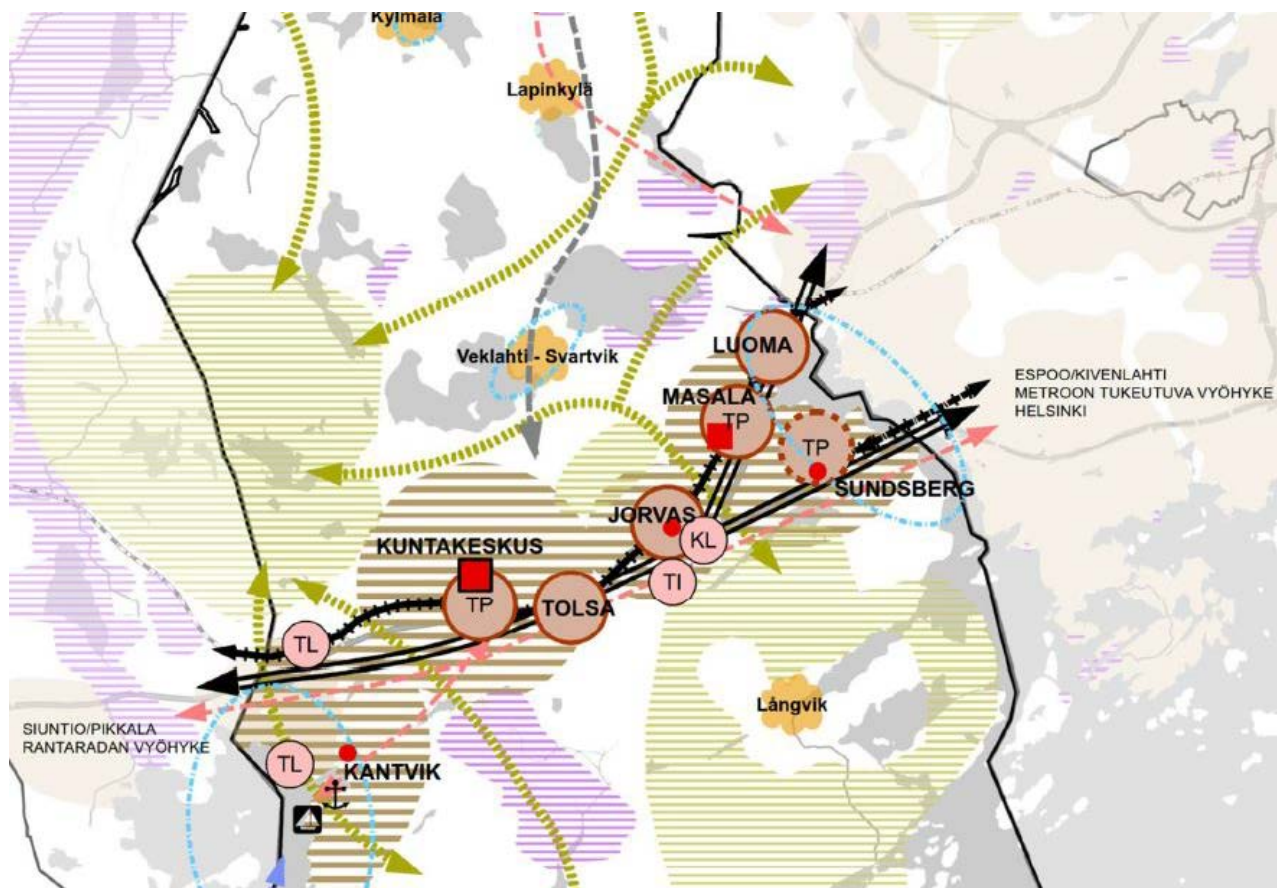 Kylmälä
Lapinkylä
Veklahti - Svartvik
LUOMA
MASALA
TP
TP
SUNDSBERG
ESPOO/KIVENLAHTI
METROON TUKEUTUVA VYÖHYKE
HELSINKI
JORVAS
KL
TI
KUNTAKESKUS
TP
TOLSA
TL
Långvik
SIUNTIO/PIKKALA
RANTARADAN VYÖHYKE
TL
KANTVIK